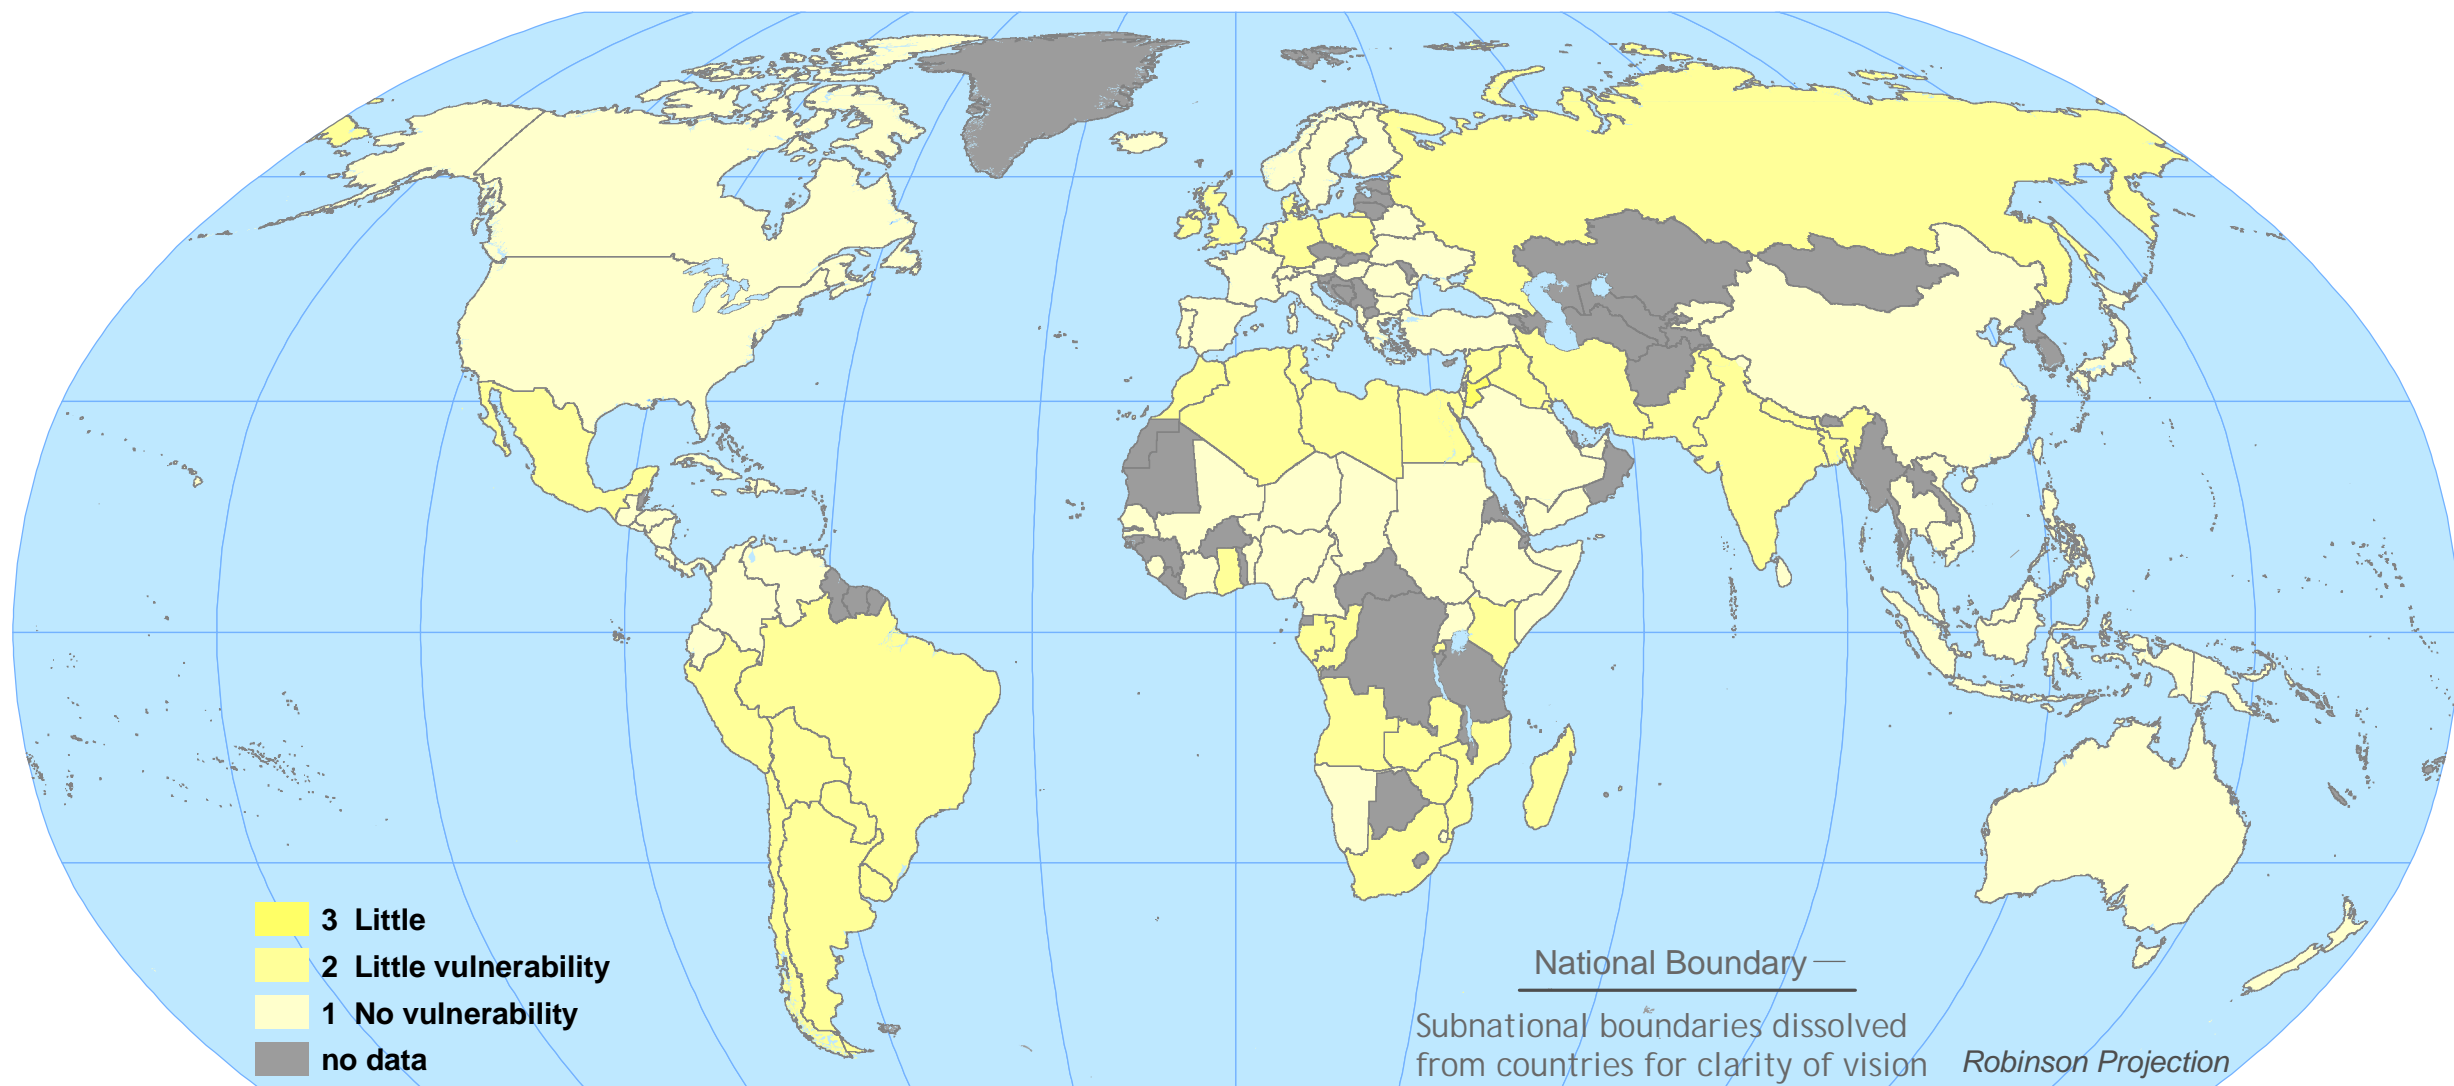 3 Little
2 Little vulnerability
1 No vulnerability
no data
National Boundary
Subnational boundaries dissolved
from countries for clarity of vision
Robinson Projection